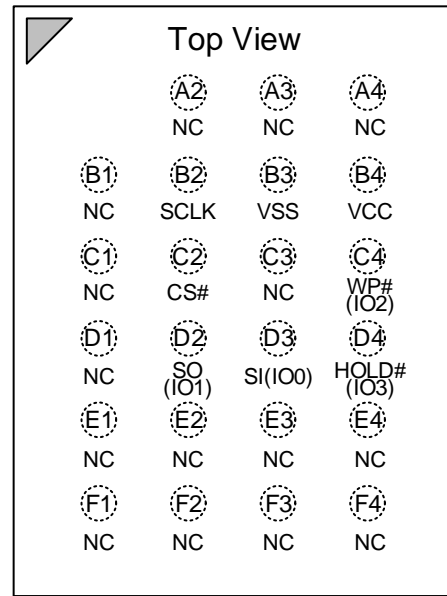 Top View
A2 A3 A4
NC NC NC
B1 B2 B3 B4
NC SCLK VSS VCC
C1 C2 C3 C4
NC CS# NC WP#
(IO2)
D1 D2 D3 D4
NC SO SI(IO0) HOLD#
(IO1) (IO3)
E1 E2 E3 E4
NC NC NC NC
F1 F2 F3 F4
NC NC NC NC